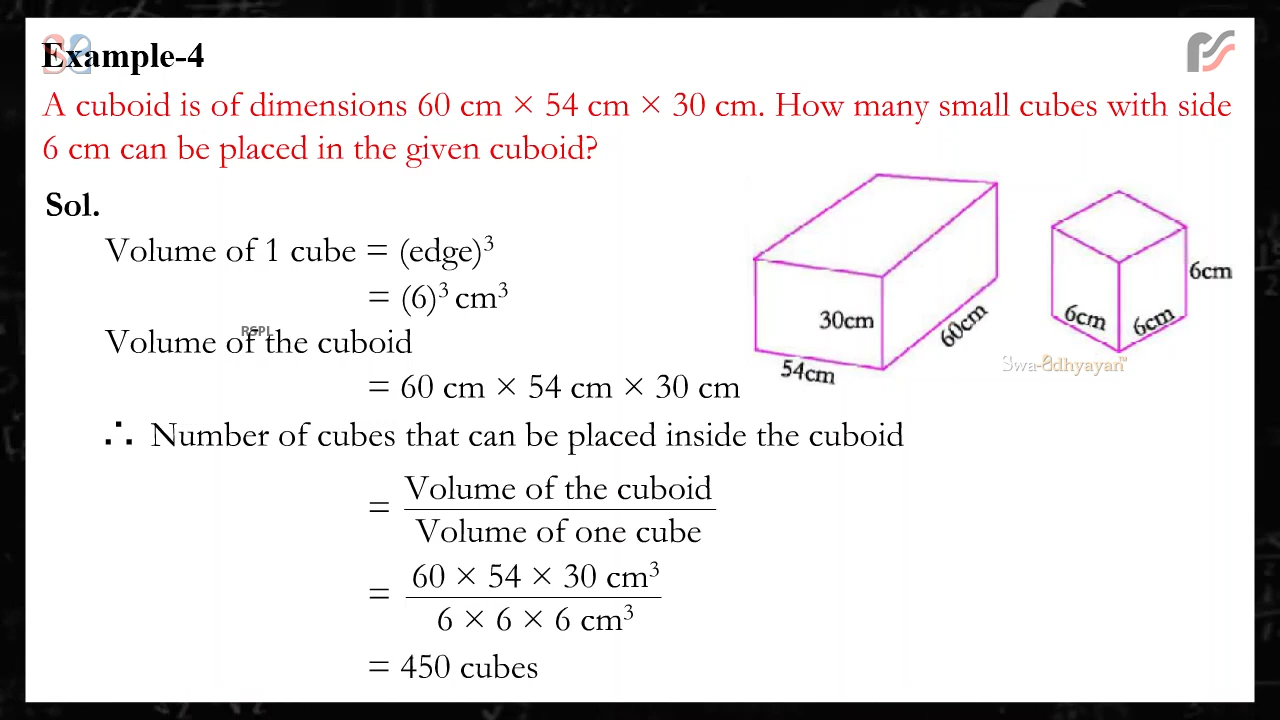 Example-4
A cuboid is of dimensions 60 cm × 54 cm × 30 cm. How many small cubes with side
6 cm can be placed in the given cuboid?
Sol.
Volume of 1 cube = (edge)³
= (6)³ cm³
RSPL
Volume of the cuboid
= 60 cm × 54 cm × 30 cm
∴ Number of cubes that can be placed inside the cuboid
= Volume of the cuboid
Volume of one cube
= 60 × 54 × 30 cm³
6 × 6 × 6 cm³
= 450 cubes
30cm
60cm
54cm
6cm
6cm
6cm
Swa-adhyayan™